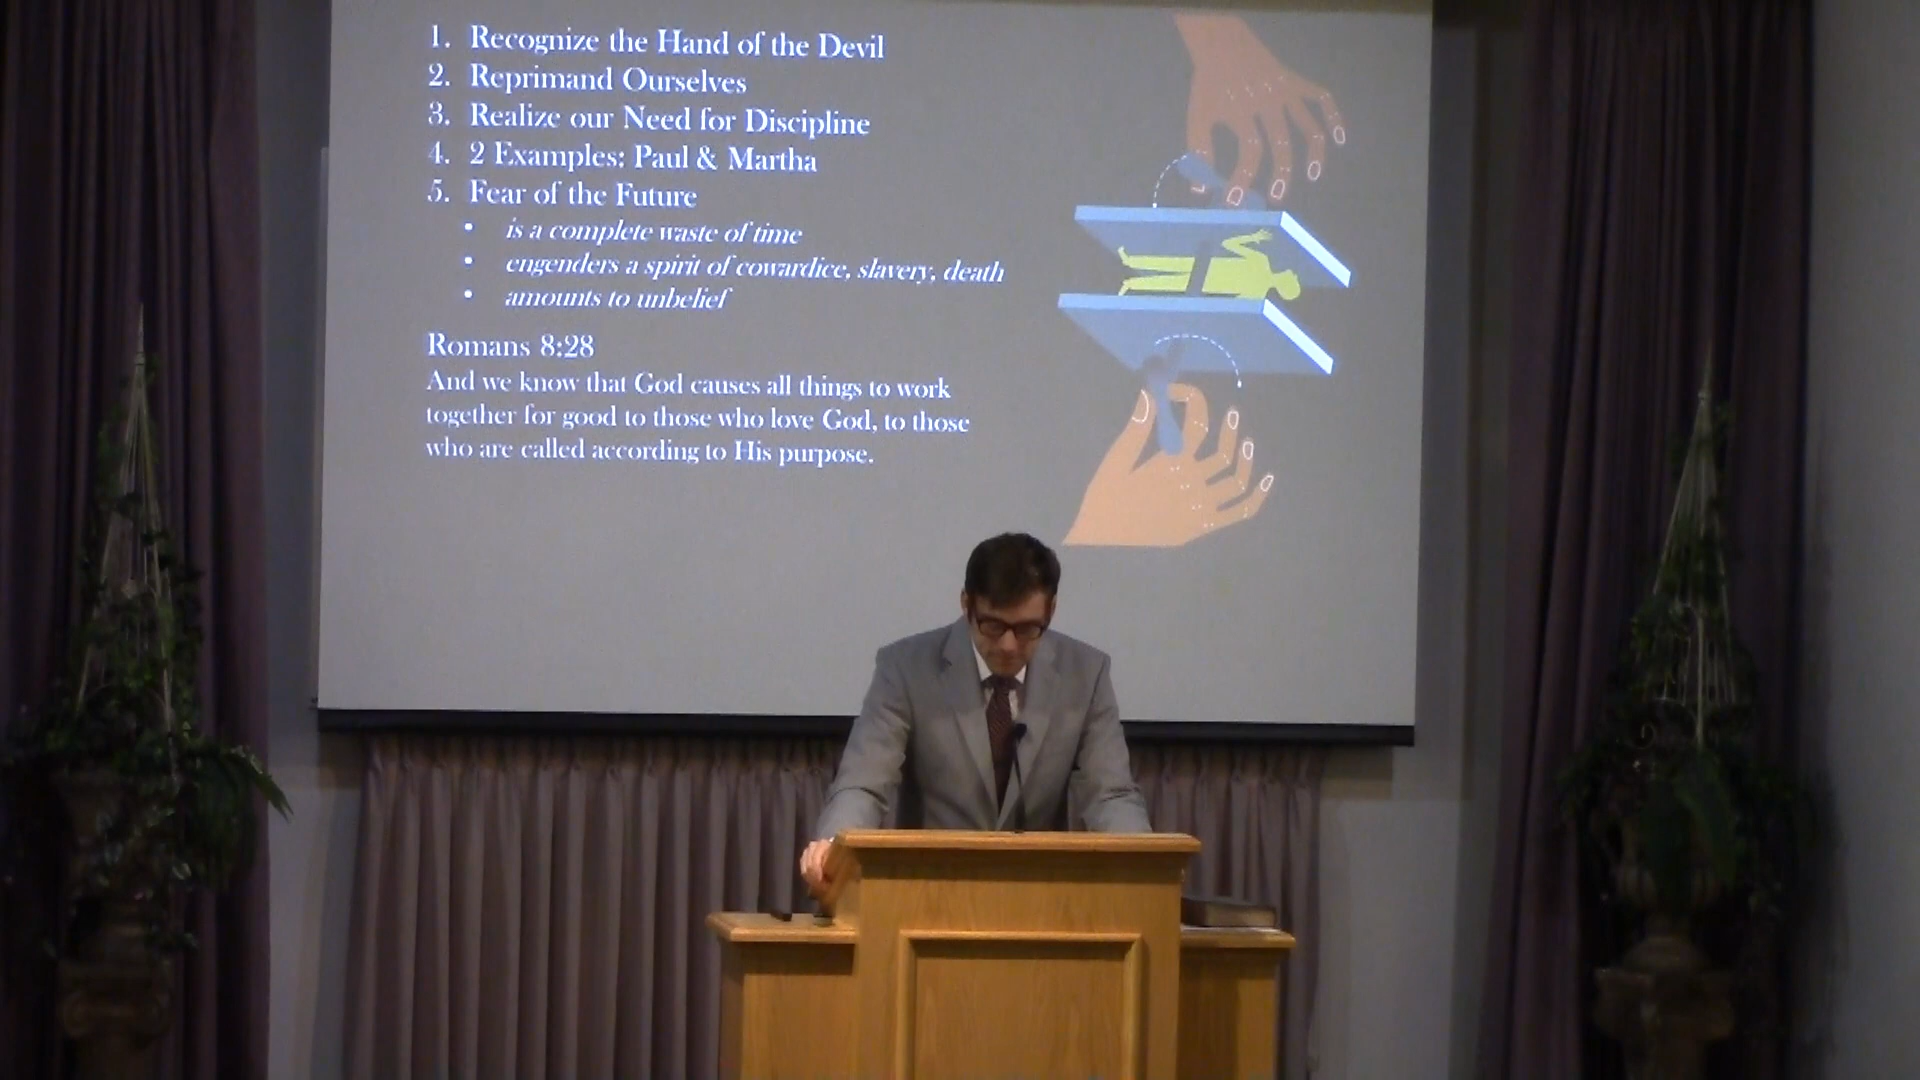 1. Recognize the Hand of the Devil
2. Reprimand Ourselves
3. Realize our Need for Discipline
4. 2 Examples: Paul & Martha
5. Fear of the Future
• is a complete waste of time
• engenders a spirit of cowardice, slavery, death
• amounts to unbelief
Romans 8:28
And we know that God causes all things to work
together for good to those who love God, to those
who are called according to His purpose.